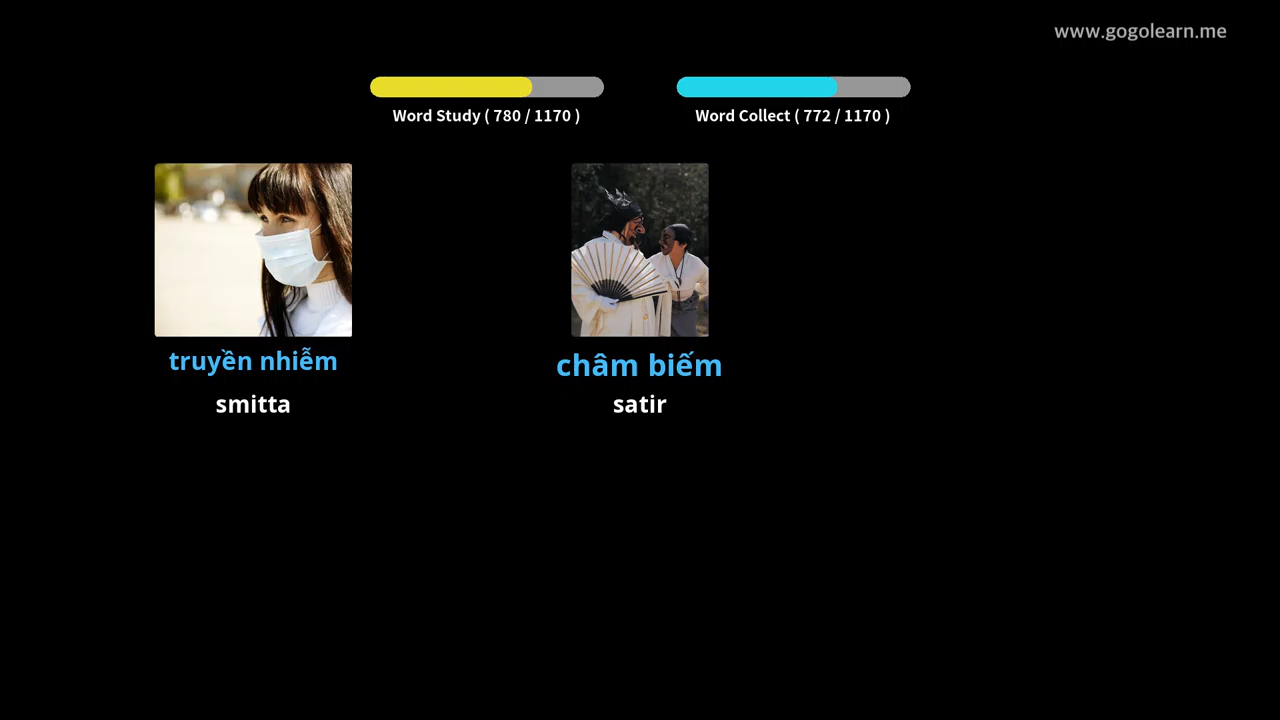 www.gogolearn.me
Word Study ( 780 / 1170 )
Word Collect ( 772 / 1170 )
truyền nhiễm
châm biếm
smitta
satir